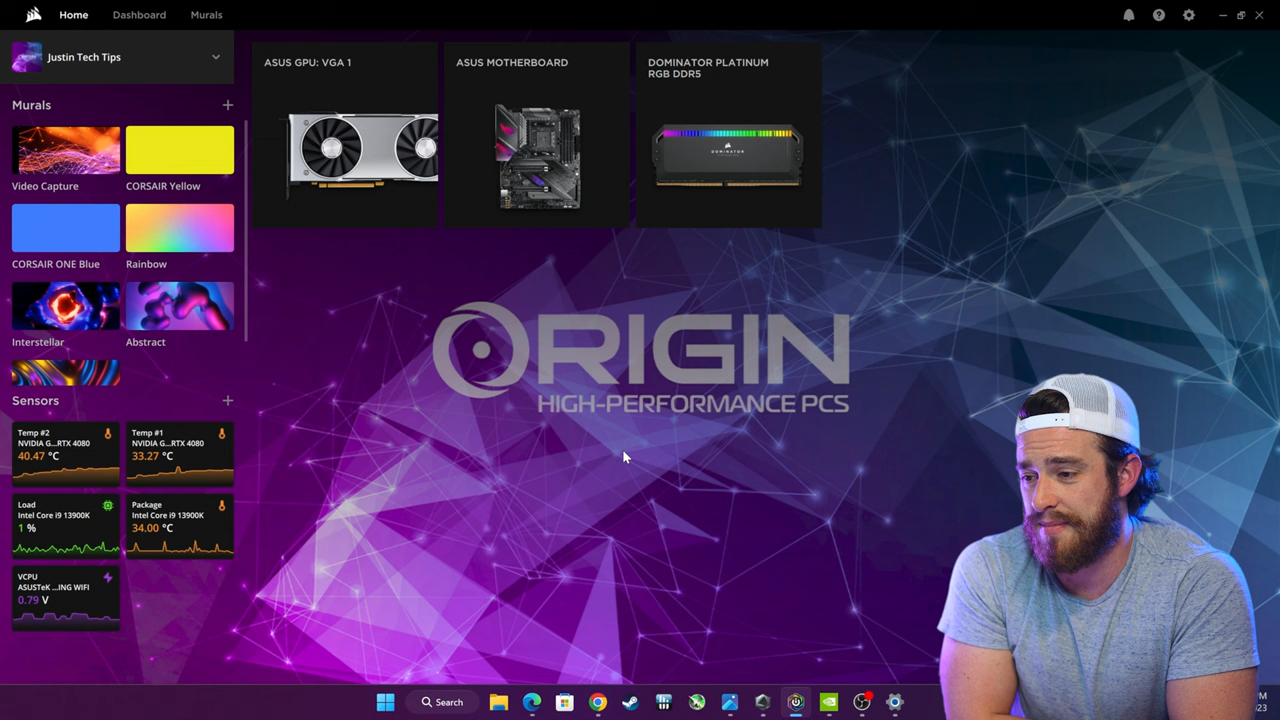 Home Dashboard Murals
Justin Tech Tips
Murals
Video Capture
CORSAIR Yellow
CORSAIR ONE Blue
Rainbow
Interstellar
Abstract
Sensors
Temp #2
NVIDIA G...RTX 4080
40.47 °C
Temp #1
NVIDIA G...RTX 4080
33.27 °C
Load
Intel Core i9 13900K
1 %
Package
Intel Core i9 13900K
34.00 °C
VCPU
ASUSTeK ...ING WIFI
0.79 V
ASUS GPU: VGA 1
ASUS MOTHERBOARD
DOMINATOR PLATINUM
RGB DDR5
DOMINATOR
ORIGIN
HIGH-PERFORMANCE PCS
Search